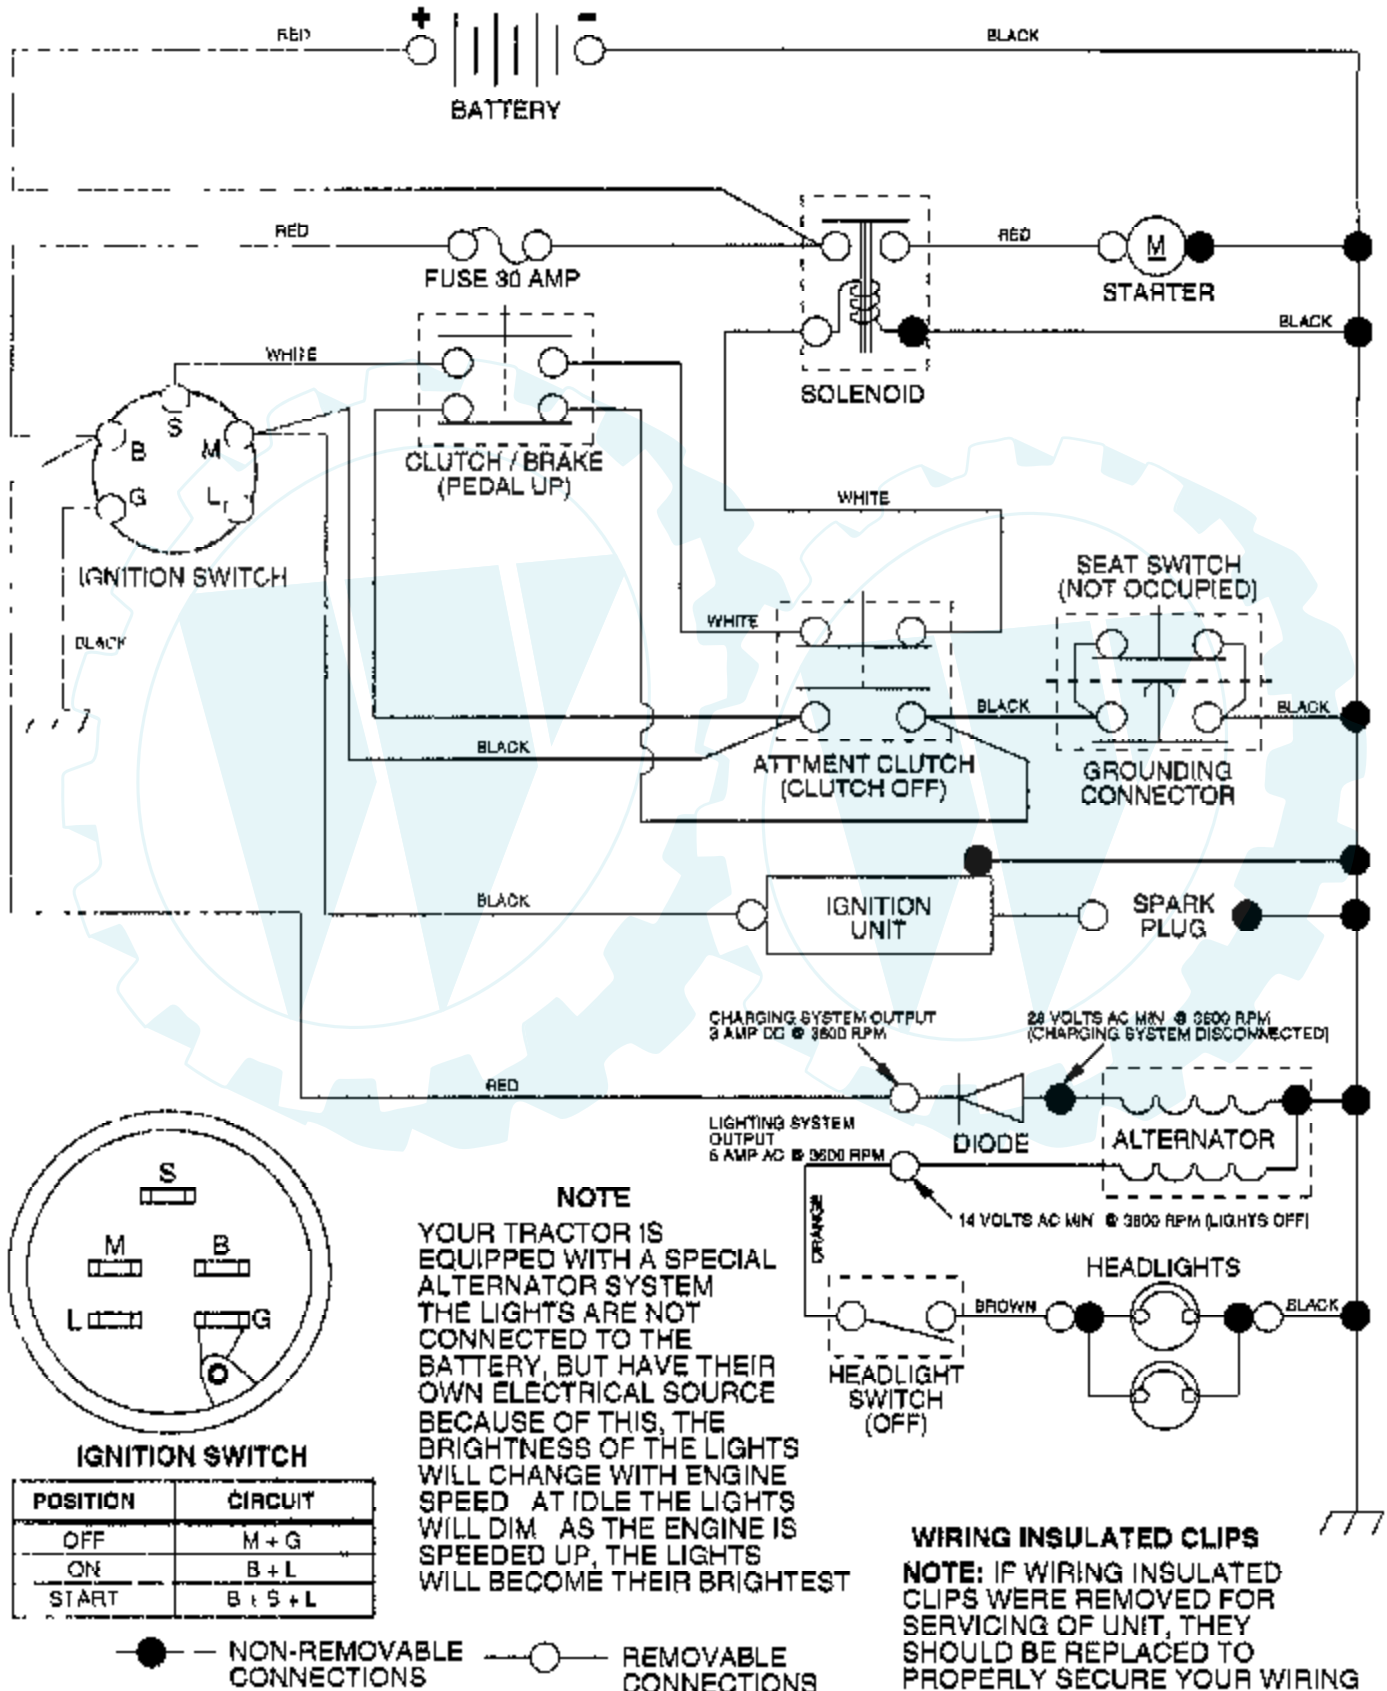 + -
RED
BLACK
BATTERY
RED
RED
FUSE 30 AMP
M
STARTER
BLACK
WHITE
SOLENOID
S
B
M
G
L
CLUTCH / BRAKE
(PEDAL UP)
WHITE
IGNITION SWITCH
SEAT SWITCH
(NOT OCCUPIED)
WHITE
BLACK
BLACK
BLACK
BLACK
ATT'MENT CLUTCH
(CLUTCH OFF)
GROUNDING
CONNECTOR
BLACK
IGNITION
UNIT
SPARK
PLUG
CHARGING SYSTEM OUTPUT
3 AMP DC @ 3600 RPM
28 VOLTS AC MIN @ 3600 RPM
(CHARGING SYSTEM DISCONNECTED)
RED
LIGHTING SYSTEM
OUTPUT
5 AMP AC @ 3600 RPM
DIODE
ALTERNATOR
14 VOLTS AC MIN @ 3600 RPM (LIGHTS OFF)
ORANGE
HEADLIGHTS
BROWN
BLACK
HEADLIGHT
SWITCH
(OFF)
S
M
B
L
G
IGNITION SWITCH
POSITION CIRCUIT
OFF M + G
ON B + L
START B + S + L
NOTE
YOUR TRACTOR IS
EQUIPPED WITH A SPECIAL
ALTERNATOR SYSTEM
THE LIGHTS ARE NOT
CONNECTED TO THE
BATTERY, BUT HAVE THEIR
OWN ELECTRICAL SOURCE
BECAUSE OF THIS, THE
BRIGHTNESS OF THE LIGHTS
WILL CHANGE WITH ENGINE
SPEED AT IDLE THE LIGHTS
WILL DIM AS THE ENGINE IS
SPEEDED UP, THE LIGHTS
WILL BECOME THEIR BRIGHTEST
WIRING INSULATED CLIPS
NOTE: IF WIRING INSULATED
CLIPS WERE REMOVED FOR
SERVICING OF UNIT, THEY
SHOULD BE REPLACED TO
PROPERLY SECURE YOUR WIRING
NON-REMOVABLE
CONNECTIONS
REMOVABLE
CONNECTIONS